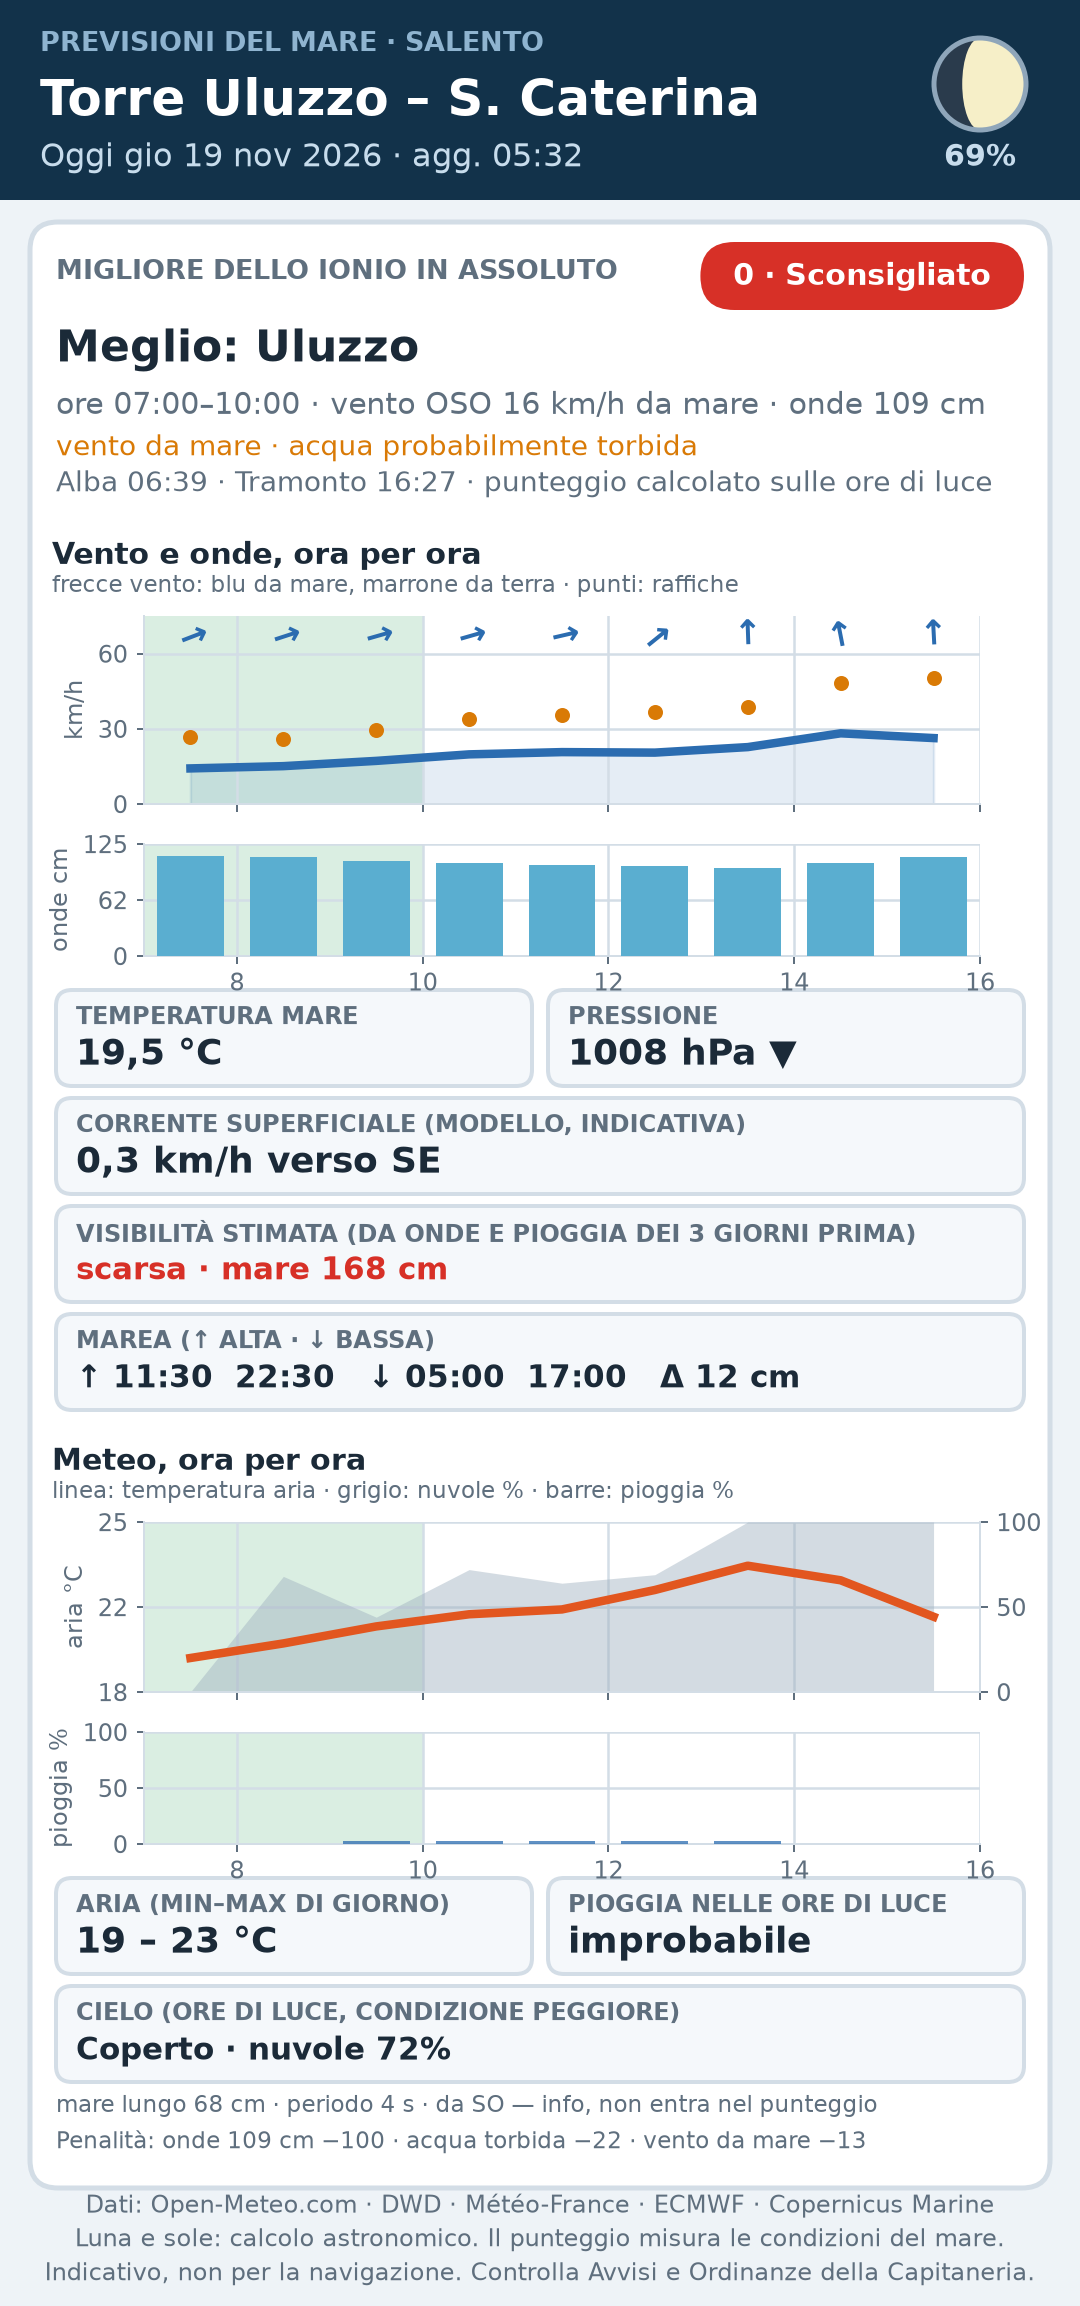 PREVISIONI DEL MARE · SALENTO
Torre Uluzzo – S. Caterina
Oggi gio 19 nov 2026 · agg. 05:32
69%
MIGLIORE DELLO IONIO IN ASSOLUTO
0 · Sconsigliato
Meglio: Uluzzo
ore 07:00–10:00 · vento OSO 16 km/h da mare · onde 109 cm
vento da mare · acqua probabilmente torbida
Alba 06:39 · Tramonto 16:27 · punteggio calcolato sulle ore di luce
Vento e onde, ora per ora
frecce vento: blu da mare, marrone da terra · punti: raffiche
km/h
60
30
0
onde cm
125
62
0
8 10 12 14 16
TEMPERATURA MARE
19,5 °C
PRESSIONE
1008 hPa ▼
CORRENTE SUPERFICIALE (MODELLO, INDICATIVA)
0,3 km/h verso SE
VISIBILITÀ STIMATA (DA ONDE E PIOGGIA DEI 3 GIORNI PRIMA)
scarsa · mare 168 cm
MAREA (↑ ALTA · ↓ BASSA)
↑ 11:30 22:30 ↓ 05:00 17:00 Δ 12 cm
Meteo, ora per ora
linea: temperatura aria · grigio: nuvole % · barre: pioggia %
aria °C
25
22
18
100
50
0
pioggia %
100
50
0
8 10 12 14 16
ARIA (MIN–MAX DI GIORNO)
19 – 23 °C
PIOGGIA NELLE ORE DI LUCE
improbabile
CIELO (ORE DI LUCE, CONDIZIONE PEGGIORE)
Coperto · nuvole 72%
mare lungo 68 cm · periodo 4 s · da SO — info, non entra nel punteggio
Penalità: onde 109 cm −100 · acqua torbida −22 · vento da mare −13
Dati: Open-Meteo.com · DWD · Météo-France · ECMWF · Copernicus Marine
Luna e sole: calcolo astronomico. Il punteggio misura le condizioni del mare.
Indicativo, non per la navigazione. Controlla Avvisi e Ordinanze della Capitaneria.